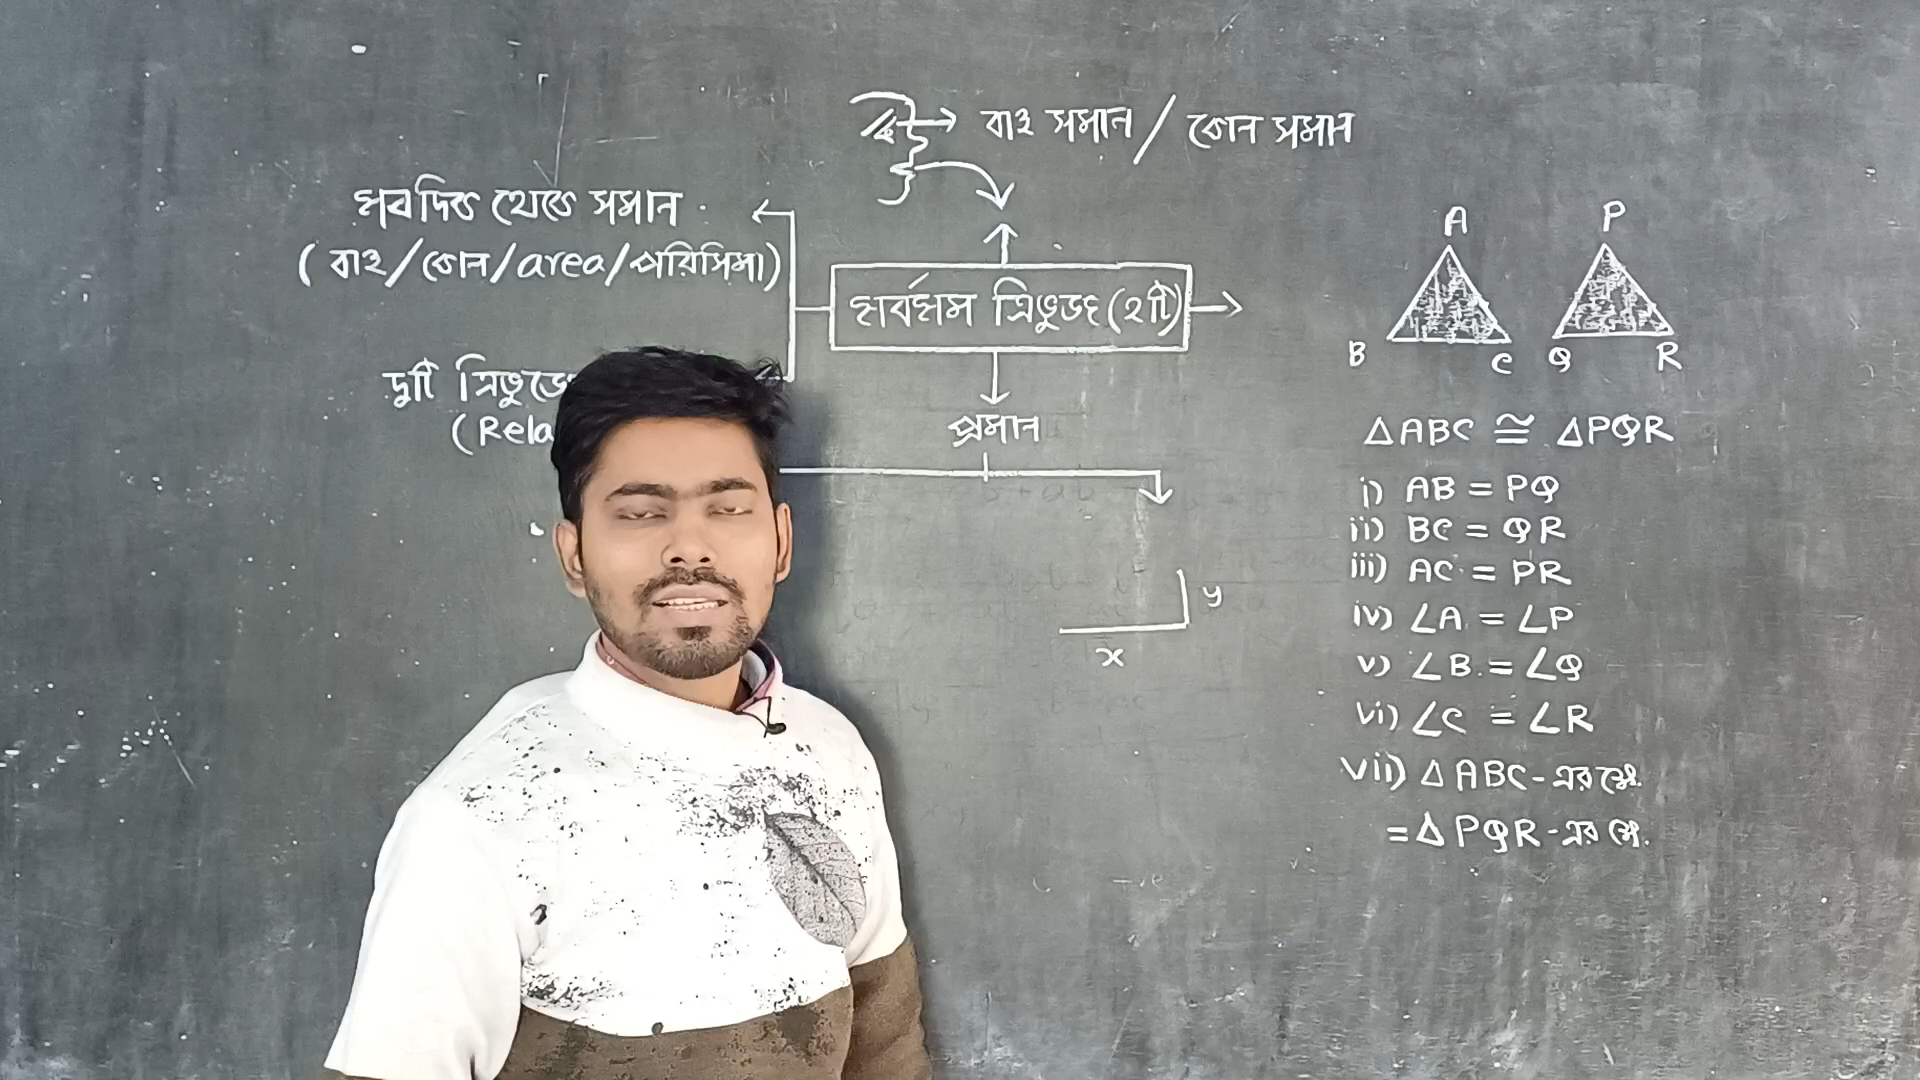 বাহু সমান / কোন সমান
সবদিক থেকে সমান
( বাহু/কোন/area/পরিসিমা)
সর্বসম ত্রিভুজ (২টি)
দুটি
(Rela
প্রমান
x
y
A
B
C
P
Q
R
△ABC ≅ △PQR
i) AB = PQ
ii) BC = QR
iii) AC = PR
iv) ∠A = ∠P
v) ∠B = ∠Q
vi) ∠C = ∠R
vii) △ABC-এর ক্ষে.
= △PQR-এর ক্ষে.